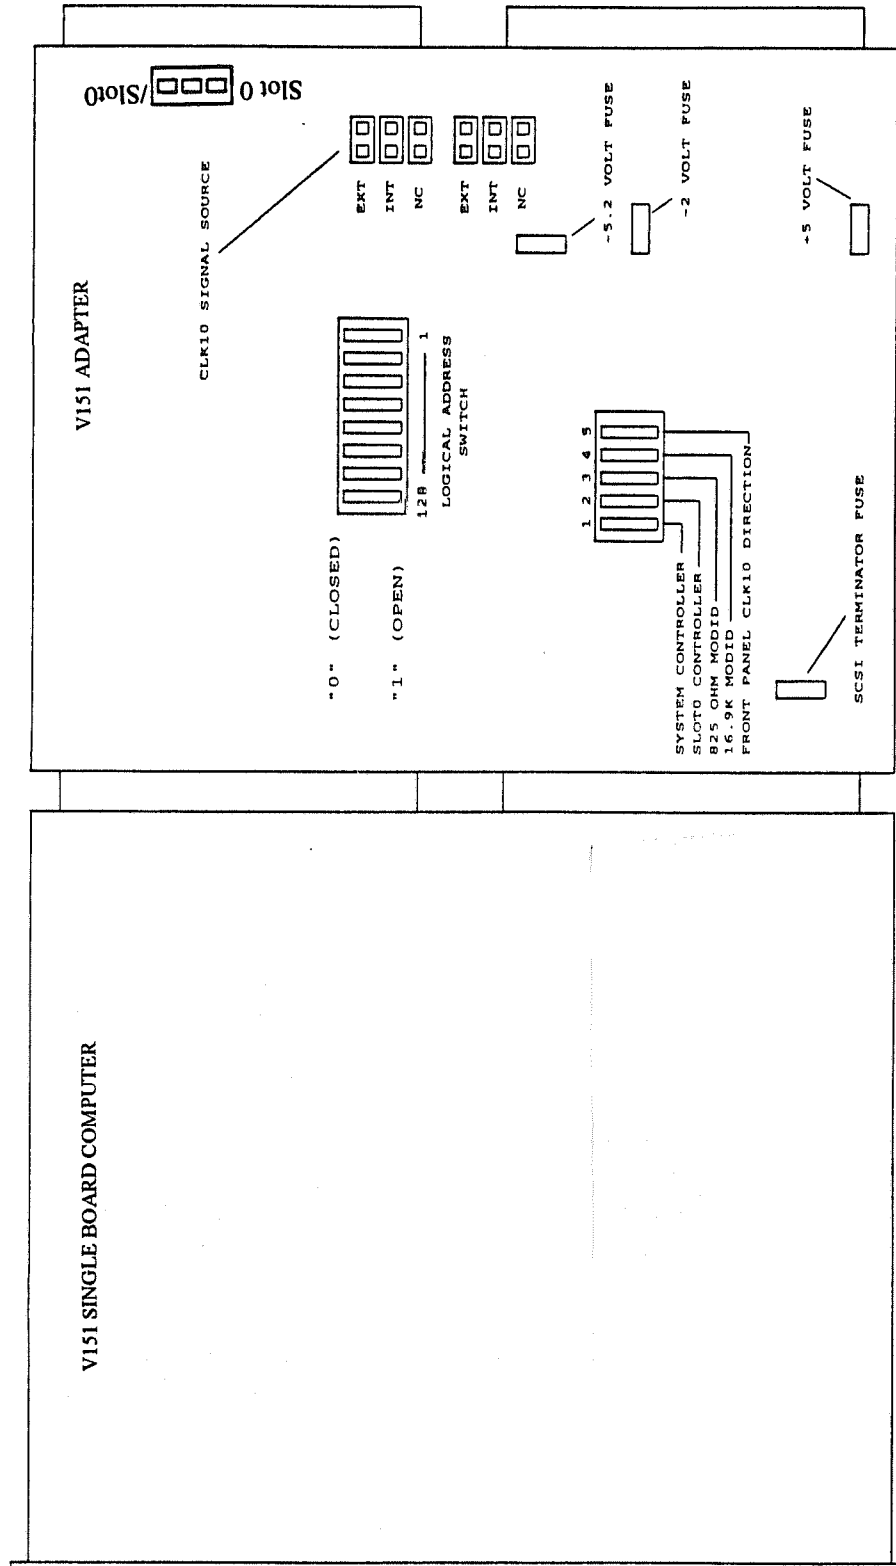 V151 ADAPTER
/Slot0
Slot 0
CLK10 SIGNAL SOURCE
EXT
INT
NC
EXT
INT
NC
"0" (CLOSED)
"1" (OPEN)
128
1
LOGICAL ADDRESS
SWITCH
-5.2 VOLT FUSE
-2 VOLT FUSE
+5 VOLT FUSE
1 2 3 4 5
SYSTEM CONTROLLER
SLOT0 CONTROLLER
825 OHM MODID
16.9K MODID
FRONT PANEL CLK10 DIRECTION
SCSI TERMINATOR FUSE
V151 SINGLE BOARD COMPUTER